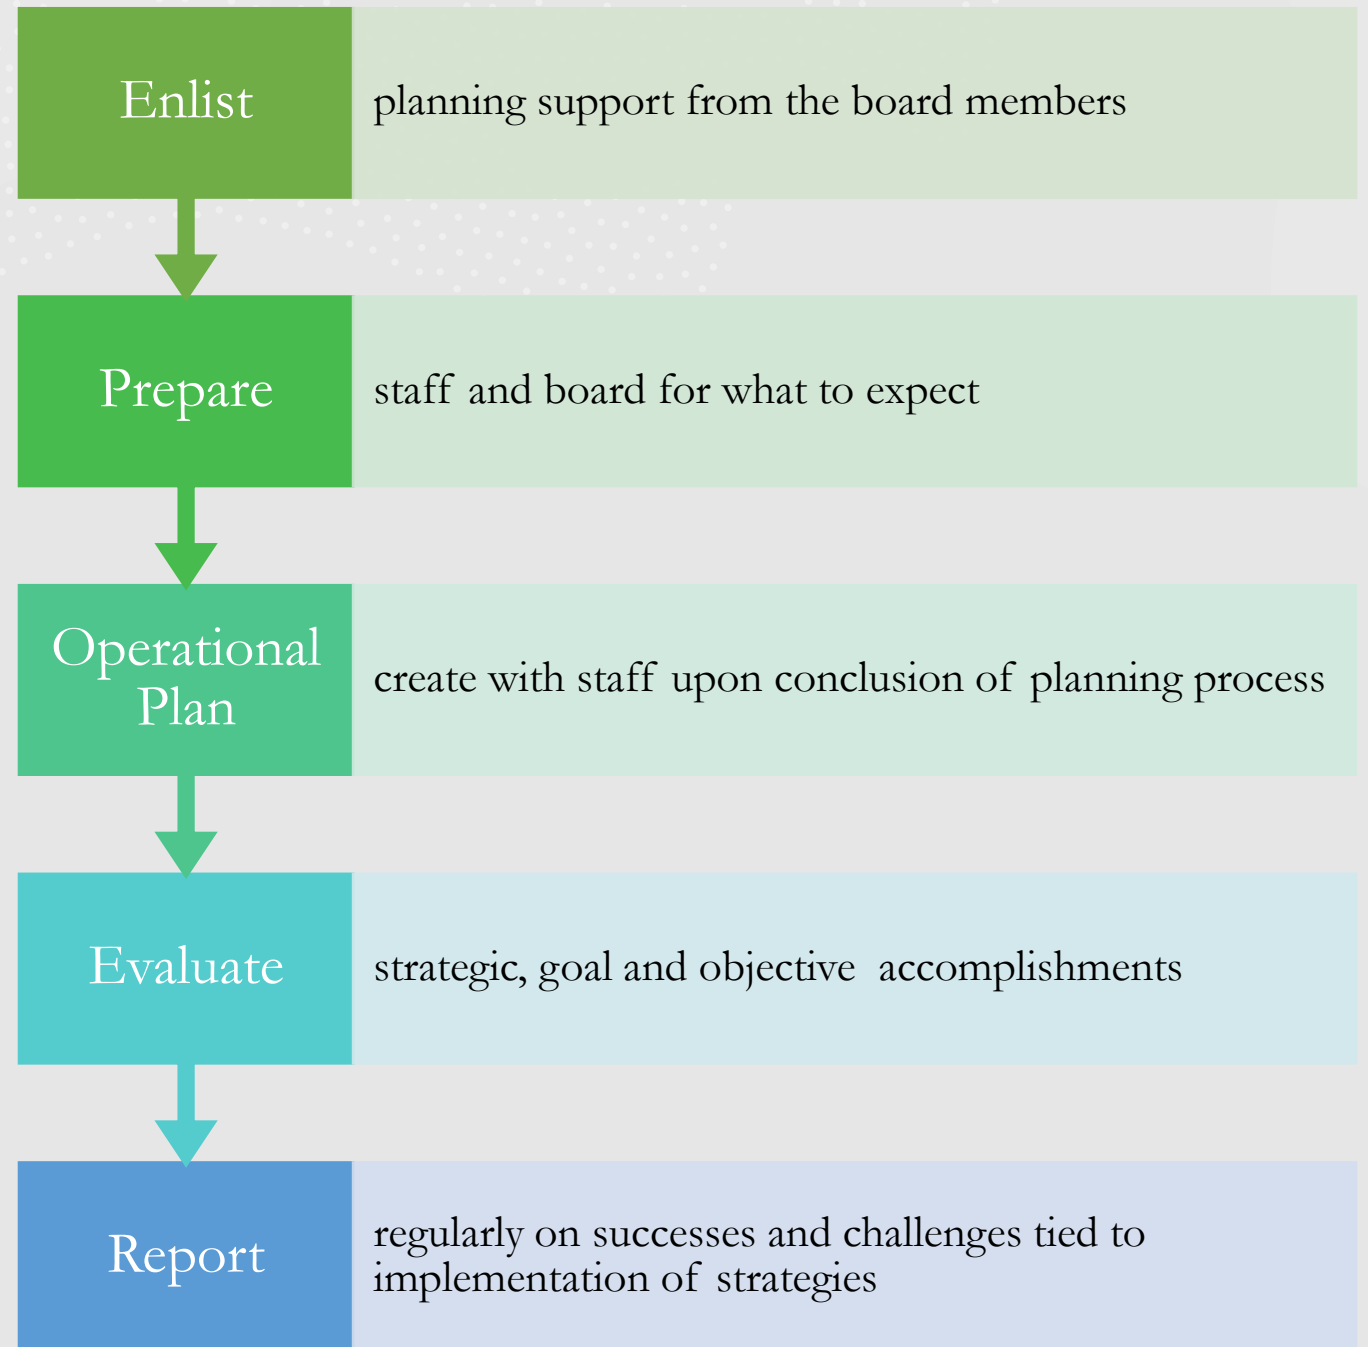 Enlist
planning support from the board members
Prepare
staff and board for what to expect
Operational
Plan
create with staff upon conclusion of planning process
Evaluate
strategic, goal and objective  accomplishments
Report
regularly on successes and challenges tied to
implementation of strategies